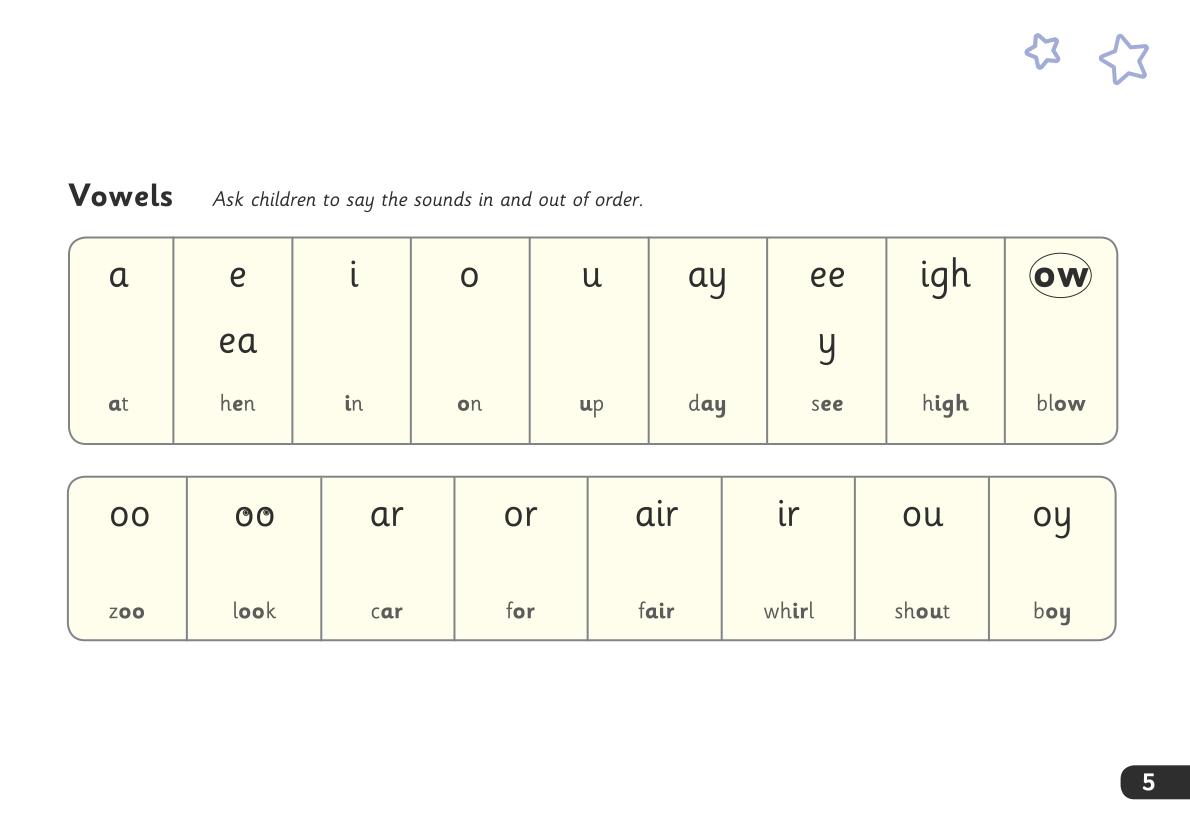 Vowels Ask children to say the sounds in and out of order.
a e i o u ay ee igh ow
ea y
at hen in on up day see high blow
oo oo ar or air ir ou oy
zoo look car for fair whirl shout boy
5